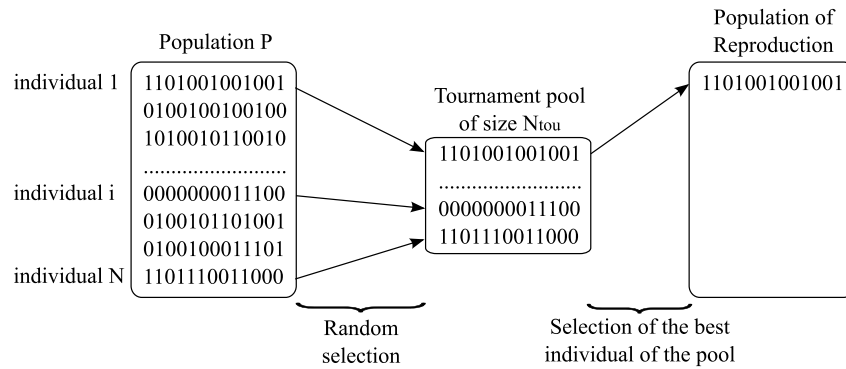 Population P
individual 1
1101001001001
0100100100100
1010010110010
..........................
individual i
0000000011100
0100101101001
0100100011101
individual N
1101110011000
Random
selection
Tournament pool
of size Ntou
1101001001001
..........................
0000000011100
1101110011000
Selection of the best
individual of the pool
Population of
Reproduction
1101001001001